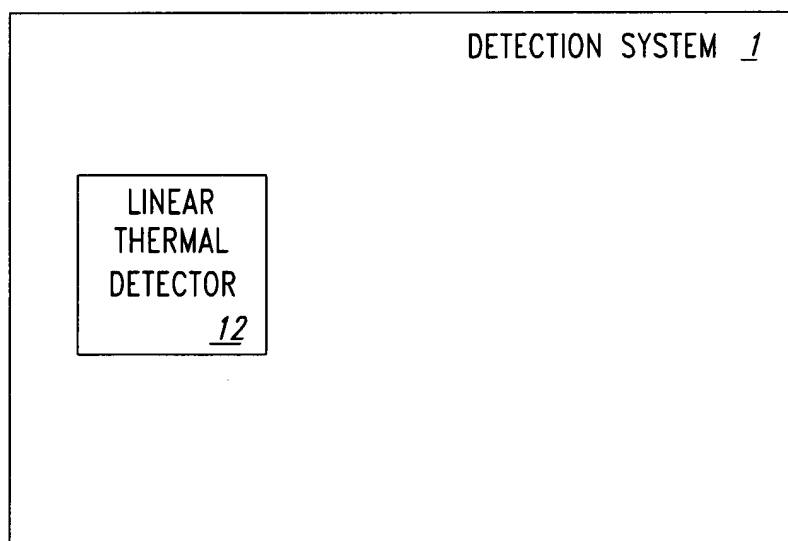 DETECTION SYSTEM 1
LINEAR
THERMAL
DETECTOR
12